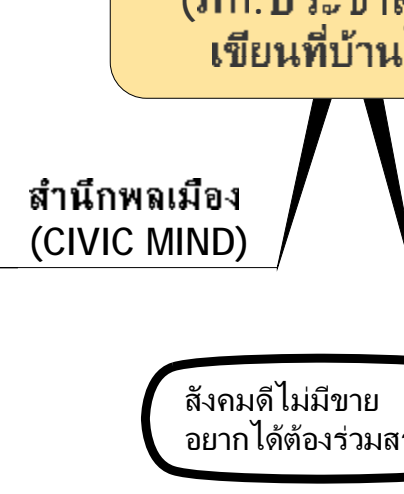 เขียนที่บ้าน
สำนึกพลเมือง
(CIVIC MIND)
สังคมดีไม่มีขาย
อยากได้ต้องร่วม